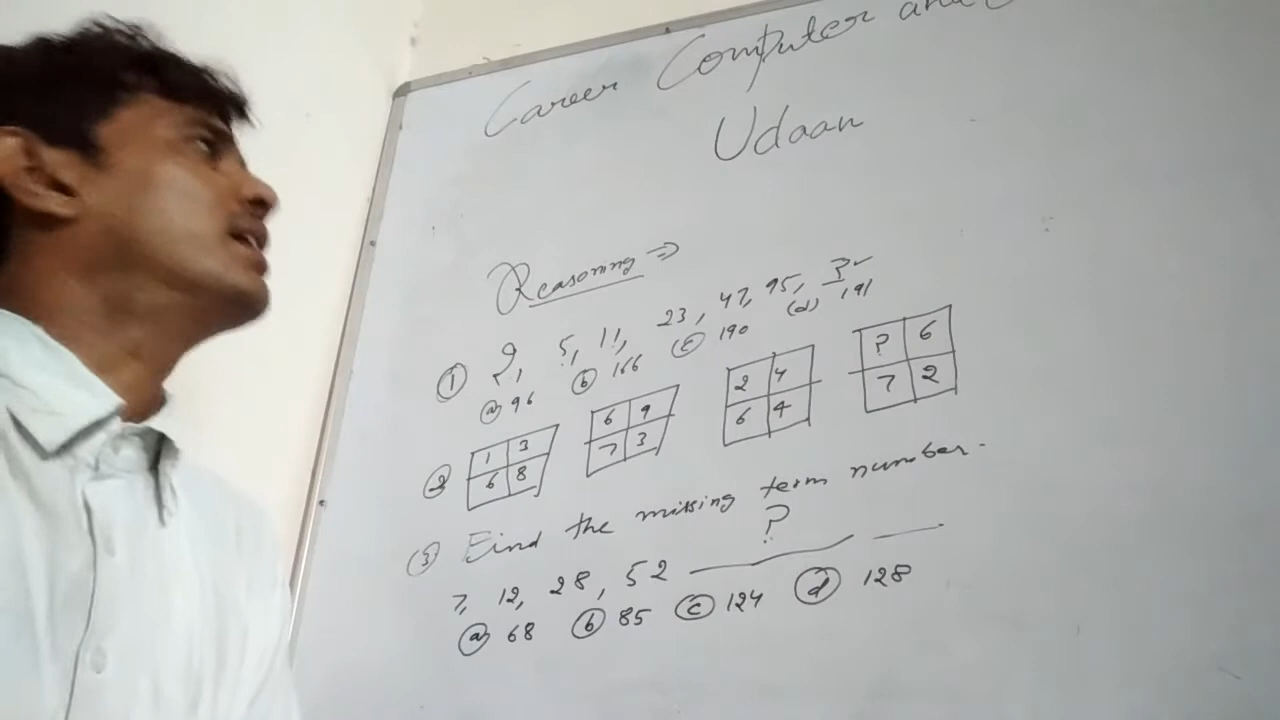 Career Computer and
Udaan
Reasoning ⇒
① 2, 5, 11, 23, 47, 95, ?
(a) 96 (b) 166 (c) 190 (d) 191
② 1 3 6 9 2 4 ? 6
6 8 7 3 6 4 7 2
③ Find the missing term number.
7, 12, 28, 52 ?
(a) 68 (b) 85 (c) 124 (d) 128